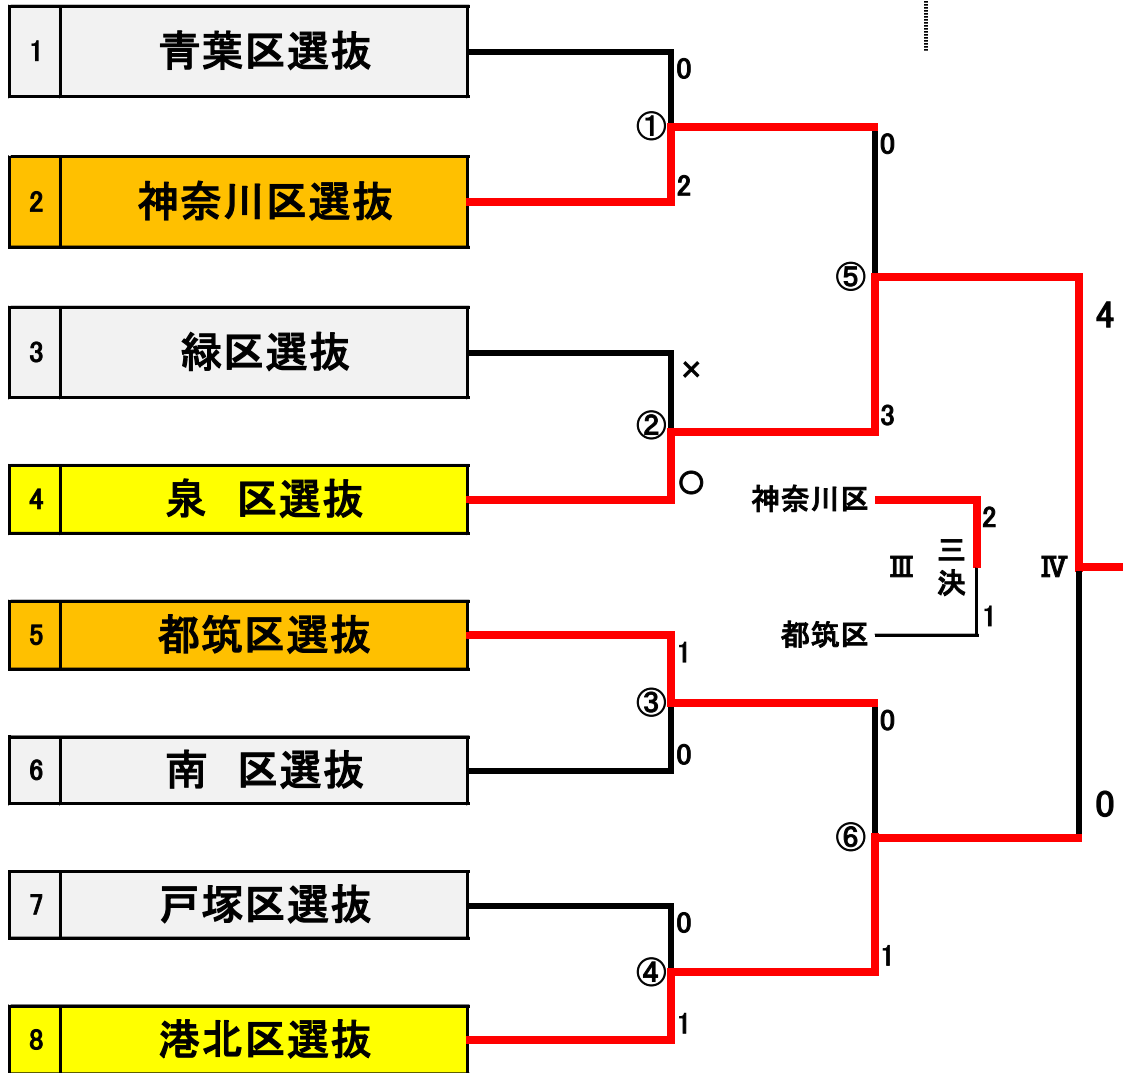 1 青葉区選抜
0
①
0
2 神奈川区選抜
2
⑤
4
3 緑区選抜
×
②
3
4 泉 区選抜
○
神奈川区
2
Ⅲ 三決 Ⅳ
5 都筑区選抜
1
都筑区
1
③
0
6 南 区選抜
0
0
⑥
7 戸塚区選抜
0
④
1
8 港北区選抜
1